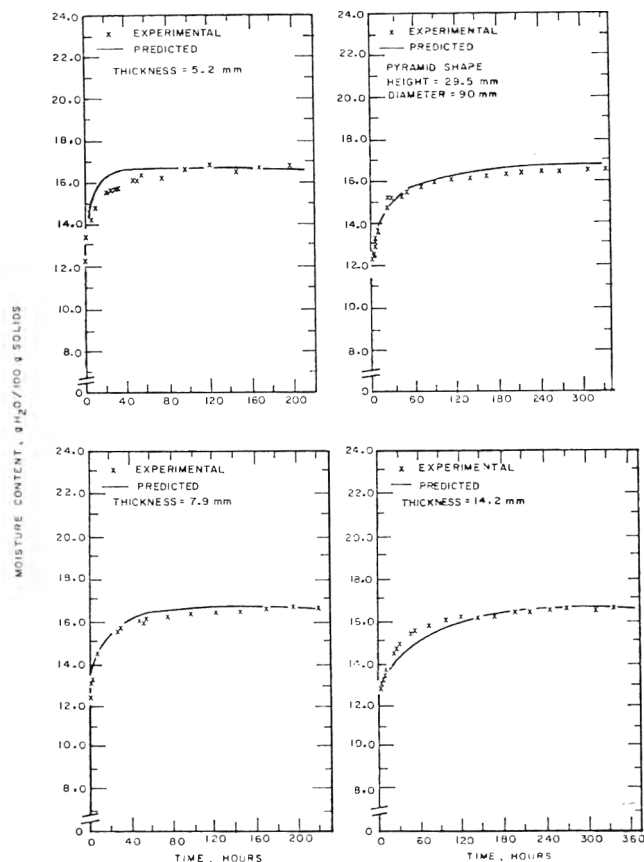 24.0
22.0
20.0
18.0
16.0
14.0
12.0
10.0
8.0
0
x EXPERIMENTAL
— PREDICTED
THICKNESS = 5.2 mm
0 40 80 120 160 200
24.0
22.0
20.0
18.0
16.0
14.0
12.0
10.0
8.0
0
x EXPERIMENTAL
— PREDICTED
PYRAMID SHAPE
HEIGHT = 29.5 mm
DIAMETER = 90 mm
0 60 120 180 240 300
MOISTURE CONTENT, gH₂O/100 g SOLIDS
24.0
22.0
20.0
18.0
16.0
14.0
12.0
10.0
8.0
0
x EXPERIMENTAL
— PREDICTED
THICKNESS = 7.9 mm
0 40 80 120 160 200
TIME, HOURS
24.0
22.0
20.0
18.0
16.0
14.0
12.0
10.0
8.0
0
x EXPERIMENTAL
— PREDICTED
THICKNESS = 14.2 mm
0 60 120 180 240 300 360
TIME, HOURS